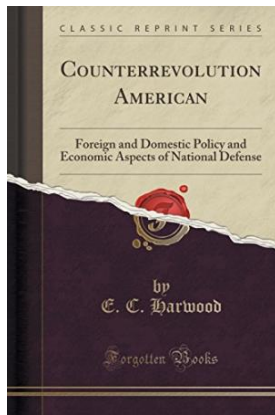 CLASSIC REPRINT SERIES
COUNTERREVOLUTION
AMERICAN
Foreign and Domestic Policy and
Economic Aspects of National Defense
by
E. C. Harwood
Forgotten Books